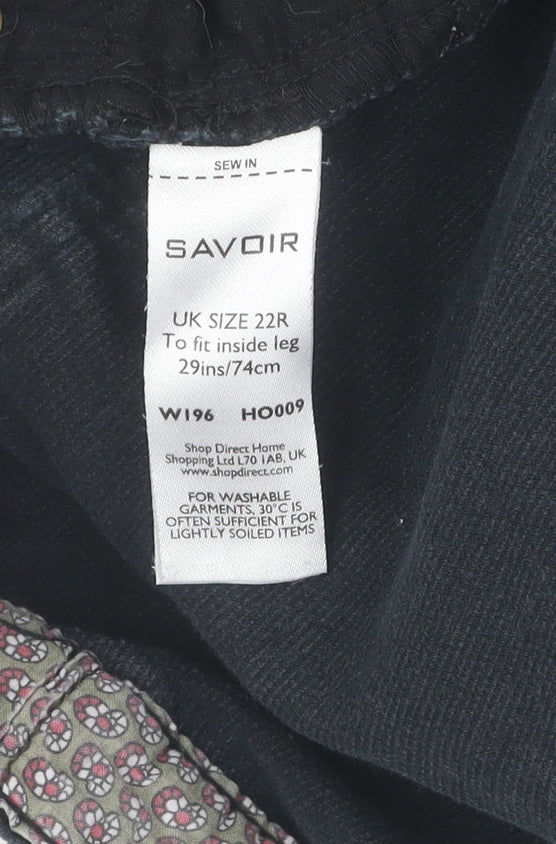 SEW IN
SAVOIR
UK SIZE 22R
To fit inside leg
29ins/74cm
W196 HO009
Shop Direct Home
Shopping Ltd L70 1AB, UK
www.shopdirect.com
FOR WASHABLE
GARMENTS, 30°C IS
OFTEN SUFFICIENT FOR
LIGHTLY SOILED ITEMS